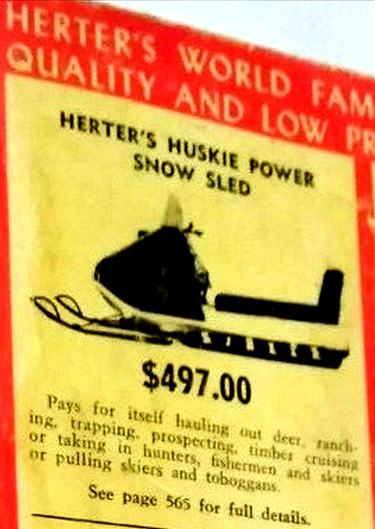 HERTER'S WORLD FAM
QUALITY AND LOW PR
HERTER'S HUSKIE POWER
SNOW SLED
$497.00
Pays for itself hauling out deer, ranch-
ing, trapping, prospecting, timber cruising
or taking in hunters, fishermen and skiers
or pulling skiers and toboggans.
See page 565 for full details.